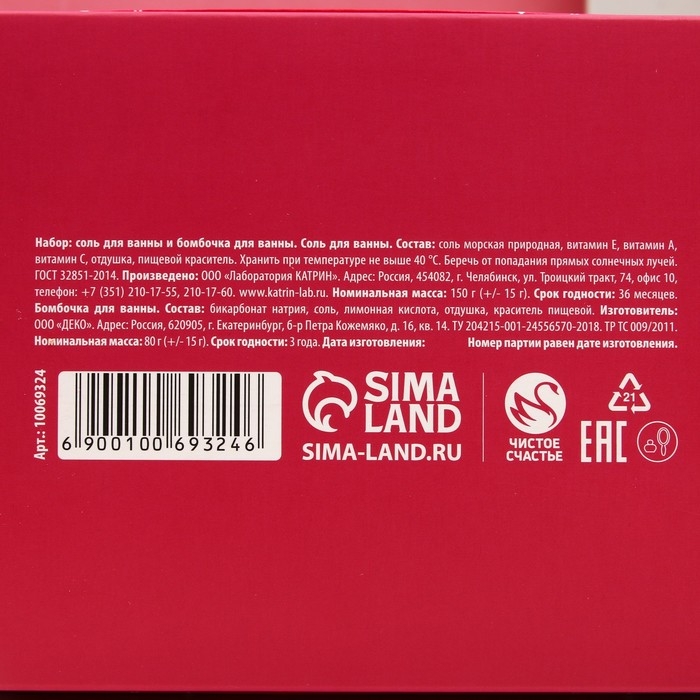 Набор: соль для ванны и бомбочка для ванны. Соль для ванны. Состав: соль морская природная, витамин Е, витамин А,
витамин С, отдушка, пищевой краситель. Хранить при температуре не выше 40 °С. Беречь от попадания прямых солнечных лучей.
ГОСТ 32851-2014. Произведено: ООО «Лаборатория КАТРИН». Адрес: Россия, 454082, г. Челябинск, ул. Троицкий тракт, 74, офис 10,
телефон: +7 (351) 210-17-55, 210-17-60. www.katrin-lab.ru. Номинальная масса: 150 г (+/- 15 г). Срок годности: 36 месяцев.
Бомбочка для ванны. Состав: бикарбонат натрия, соль, лимонная кислота, отдушка, краситель пищевой. Изготовитель:
ООО «ДЕКО». Адрес: Россия, 620905, г. Екатеринбург, б-р Петра Кожемяко, д. 16, кв. 14. ТУ 204215-001-24556570-2018. ТР ТС 009/2011.
Номинальная масса: 80 г (+/- 15 г). Срок годности: 3 года. Дата изготовления: Номер партии равен дате изготовления.
Арт.: 10069324
6 900100 693246
SIMA
LAND
SIMA-LAND.RU
ЧИСТОЕ
СЧАСТЬЕ
21
EAC